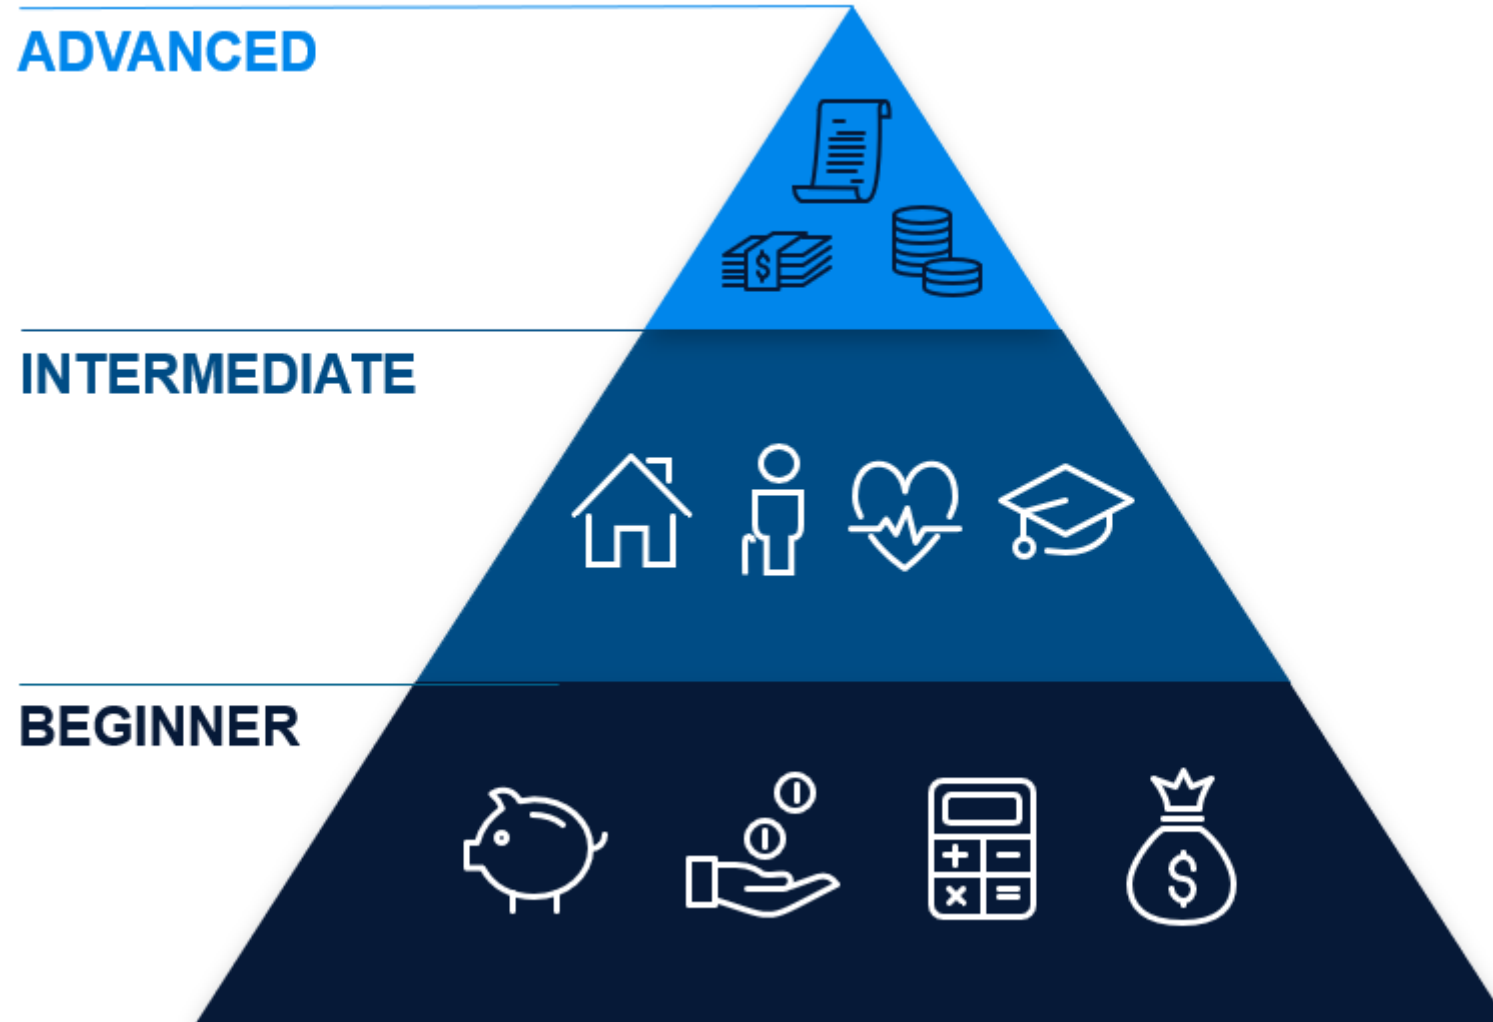 ADVANCED
$
INTERMEDIATE
BEGINNER
+ −
× =
$